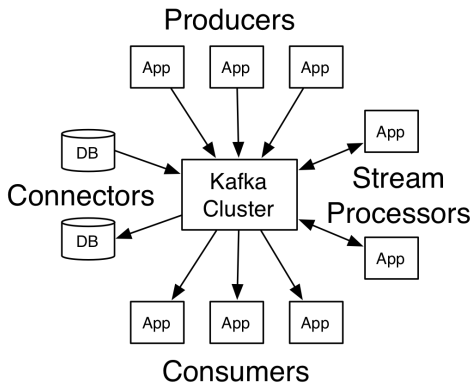 Producers
App
App
App
DB
App
Connectors
Kafka
Cluster
Stream
Processors
DB
App
App
App
App
Consumers